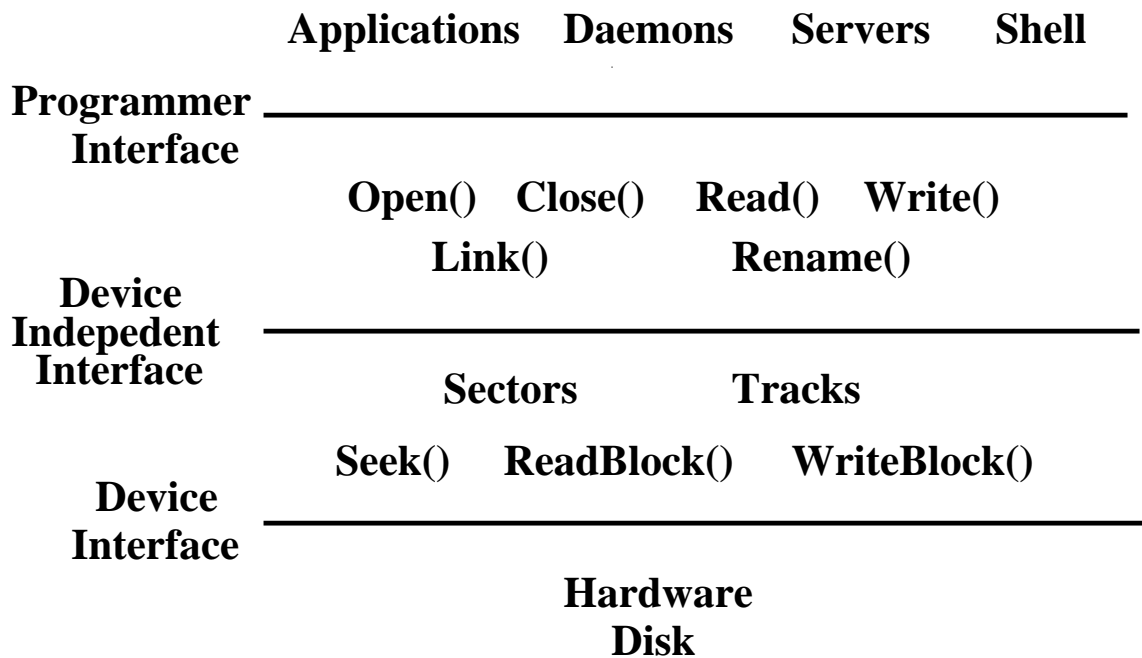 Applications Daemons Servers Shell
Programmer
Interface
Open() Close() Read() Write()
Link() Rename()
Device
Indepedent
Interface
Sectors Tracks
Seek() ReadBlock() WriteBlock()
Device
Interface
Hardware
Disk